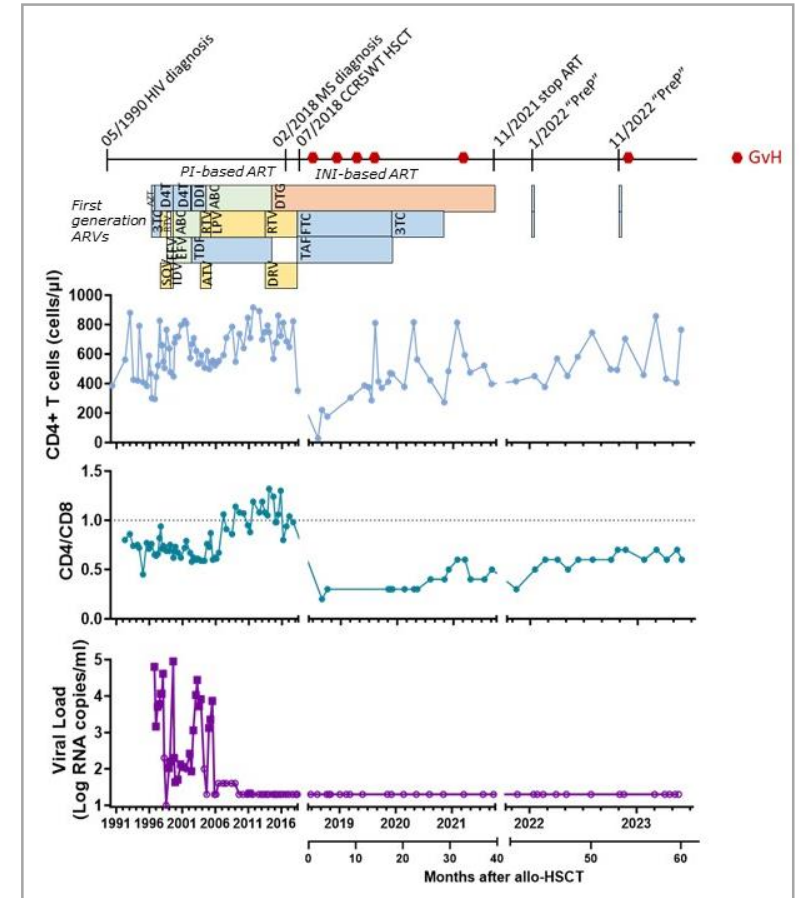 05/1990 HIV diagnosis
02/2018 MS diagnosis
07/2018 CCR5WT HSCT
11/2021 stop ART
1/2022 "PreP"
11/2022 "PreP"
GvH
PI-based ART
INI-based ART
First
generation
ARVs
AZT
D4T
D4T
DDI
ABC
DTG
3TC
RTV
ABC
RTV
LPV
RTV
FTC
3TC
EFV
EFV
TDF
TAF
SQV
IDV
ATV
DRV
CD4+ T cells (cells/µl)
1000
800
600
400
200
0
CD4/CD8
1.5
1.0
0.5
0.0
Viral Load
(Log RNA copies/ml)
5
4
3
2
1
1991 1996 2001 2006 2011 2016 2019 2020 2021 2022 2023
0 10 20 30 40 50 60
Months after allo-HSCT